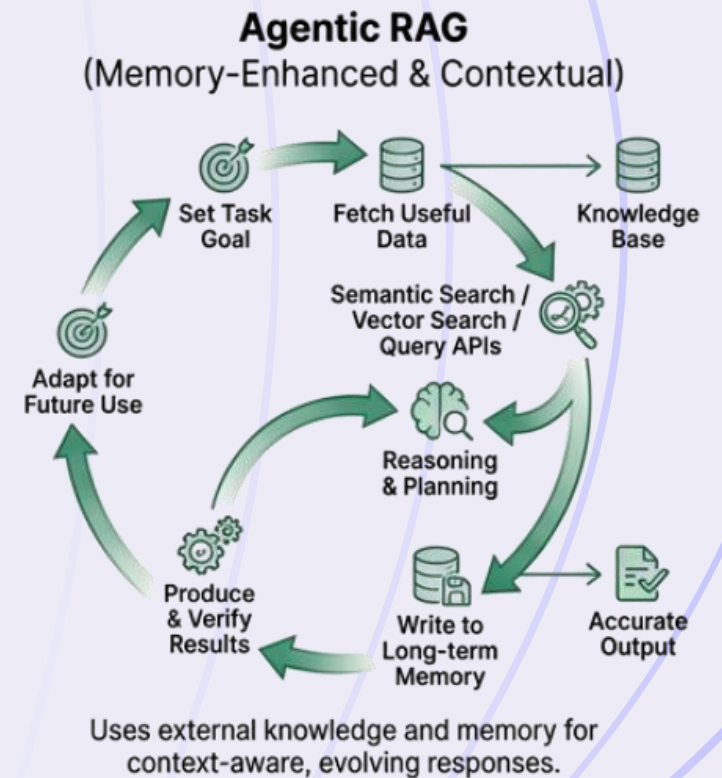 Agentic RAG
(Memory-Enhanced & Contextual)
Set Task
Goal
Fetch Useful
Data
Knowledge
Base
Semantic Search /
Vector Search /
Query APIs
Adapt for
Future Use
Reasoning
& Planning
Produce
& Verify
Results
Write to
Long-term
Memory
Accurate
Output
Uses external knowledge and memory for
context-aware, evolving responses.